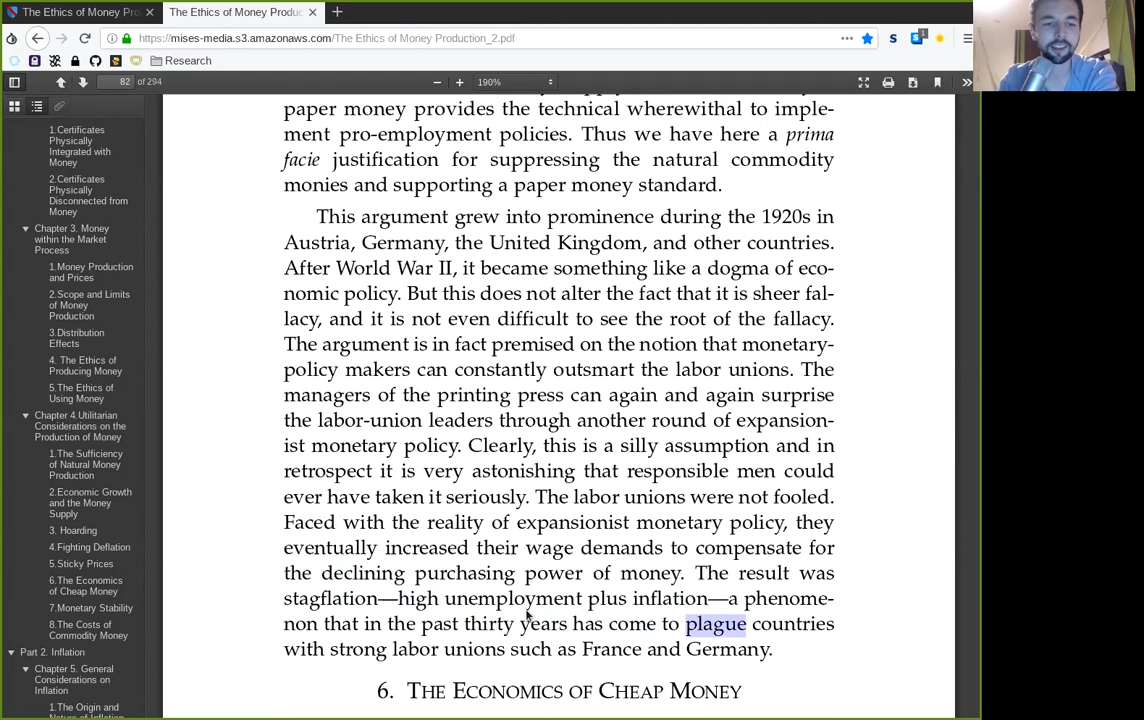 The Ethics of Money Pro
The Ethics of Money Produc
https://mises-media.s3.amazonaws.com/The Ethics of Money Production_2.pdf
Research
82 of 294
190%
1.Certificates
Physically
Integrated with
Money
2.Certificates
Physically
Disconnected from
Money
Chapter 3. Money
within the Market
Process
1.Money Production
and Prices
2.Scope and Limits
of Money
Production
3.Distribution
Effects
4. The Ethics of
Producing Money
5.The Ethics of
Using Money
Chapter 4.Utilitarian
Considerations on the
Production of Money
1.The Sufficiency
of Natural Money
Production
2.Economic Growth
and the Money
Supply
3. Hoarding
4.Fighting Deflation
5.Sticky Prices
6.The Economics
of Cheap Money
7.Monetary Stability
8.The Costs of
Commodity Money
Part 2. Inflation
Chapter 5. General
Considerations on
Inflation
1.The Origin and
Nature of Inflation
paper money provides the technical wherewithal to imple-
ment pro-employment policies. Thus we have here a prima
facie justification for suppressing the natural commodity
monies and supporting a paper money standard.
This argument grew into prominence during the 1920s in
Austria, Germany, the United Kingdom, and other countries.
After World War II, it became something like a dogma of eco-
nomic policy. But this does not alter the fact that it is sheer fal-
lacy, and it is not even difficult to see the root of the fallacy.
The argument is in fact premised on the notion that monetary-
policy makers can constantly outsmart the labor unions. The
managers of the printing press can again and again surprise
the labor-union leaders through another round of expansion-
ist monetary policy. Clearly, this is a silly assumption and in
retrospect it is very astonishing that responsible men could
ever have taken it seriously. The labor unions were not fooled.
Faced with the reality of expansionist monetary policy, they
eventually increased their wage demands to compensate for
the declining purchasing power of money. The result was
stagflation—high unemployment plus inflation—a phenome-
non that in the past thirty years has come to plague countries
with strong labor unions such as France and Germany.
6. THE ECONOMICS OF CHEAP MONEY